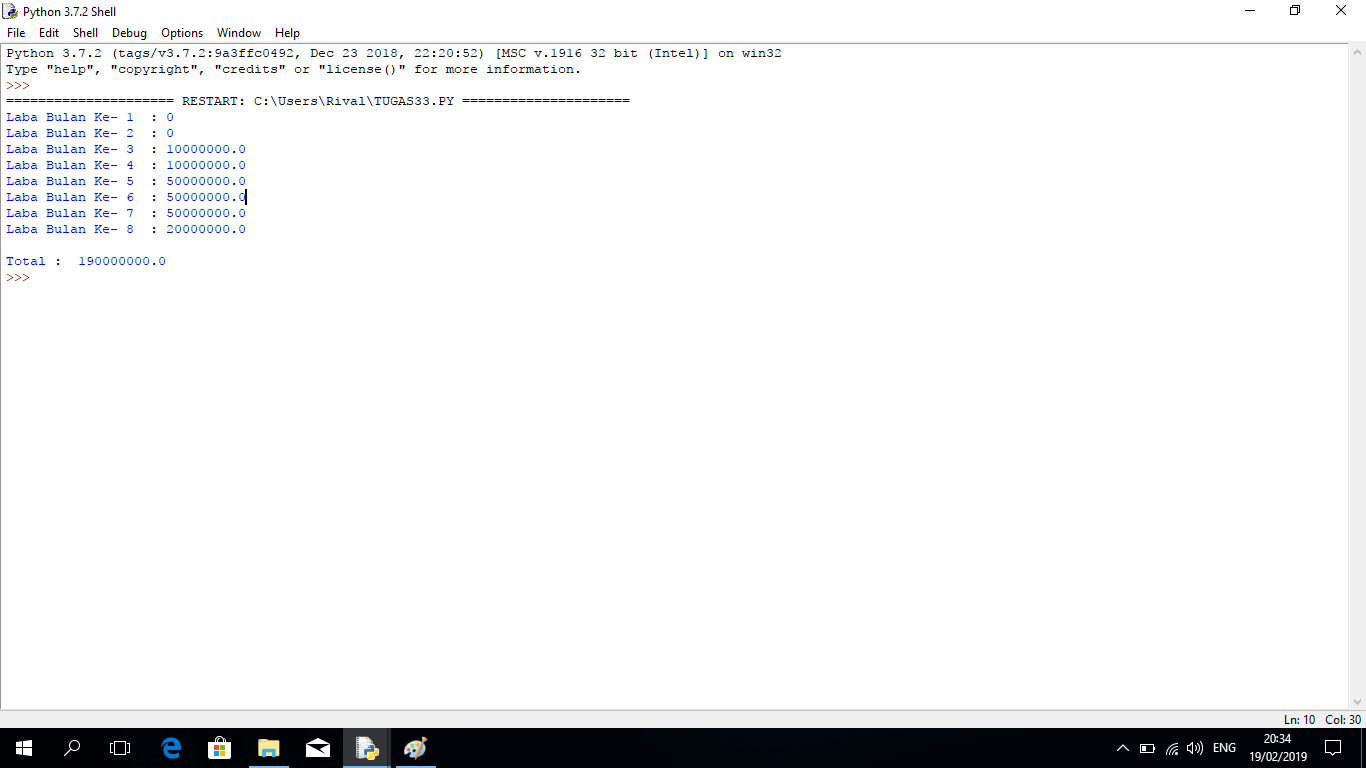 Python 3.7.2 Shell
File Edit Shell Debug Options Window Help
Python 3.7.2 (tags/v3.7.2:9a3ffc0492, Dec 23 2018, 22:20:52) [MSC v.1916 32 bit (Intel)] on win32
Type "help", "copyright", "credits" or "license()" for more information.
>>>
===================== RESTART: C:\Users\Rival\TUGAS33.PY =====================
Laba Bulan Ke- 1  : 0
Laba Bulan Ke- 2  : 0
Laba Bulan Ke- 3  : 10000000.0
Laba Bulan Ke- 4  : 10000000.0
Laba Bulan Ke- 5  : 50000000.0
Laba Bulan Ke- 6  : 50000000.0
Laba Bulan Ke- 7  : 50000000.0
Laba Bulan Ke- 8  : 20000000.0
Total :  190000000.0
>>>
Ln: 10 Col: 30
ENG
20:34
19/02/2019